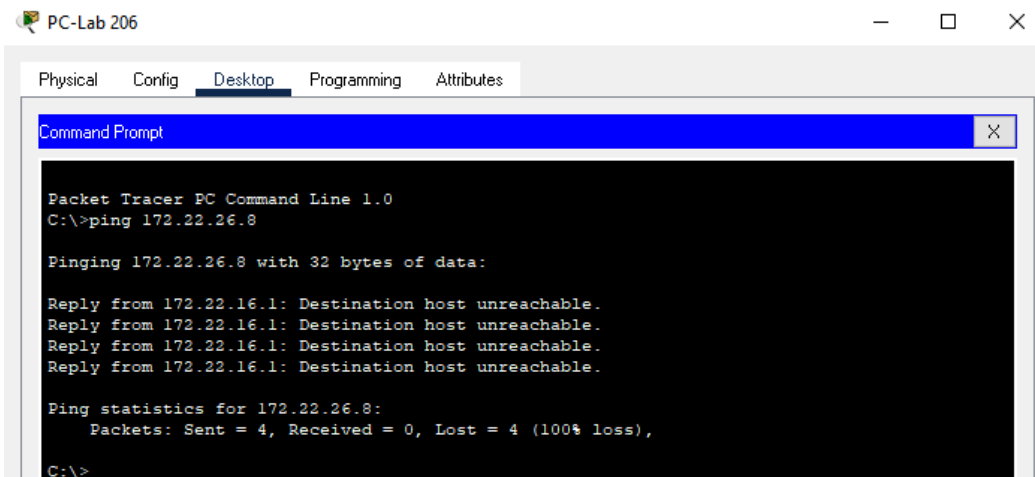 PC-Lab 206
Physical Config Desktop Programming Attributes
Command Prompt
X
Packet Tracer PC Command Line 1.0
C:\>ping 172.22.26.8
Pinging 172.22.26.8 with 32 bytes of data:
Reply from 172.22.16.1: Destination host unreachable.
Reply from 172.22.16.1: Destination host unreachable.
Reply from 172.22.16.1: Destination host unreachable.
Reply from 172.22.16.1: Destination host unreachable.
Ping statistics for 172.22.26.8:
Packets: Sent = 4, Received = 0, Lost = 4 (100% loss),
C:\>